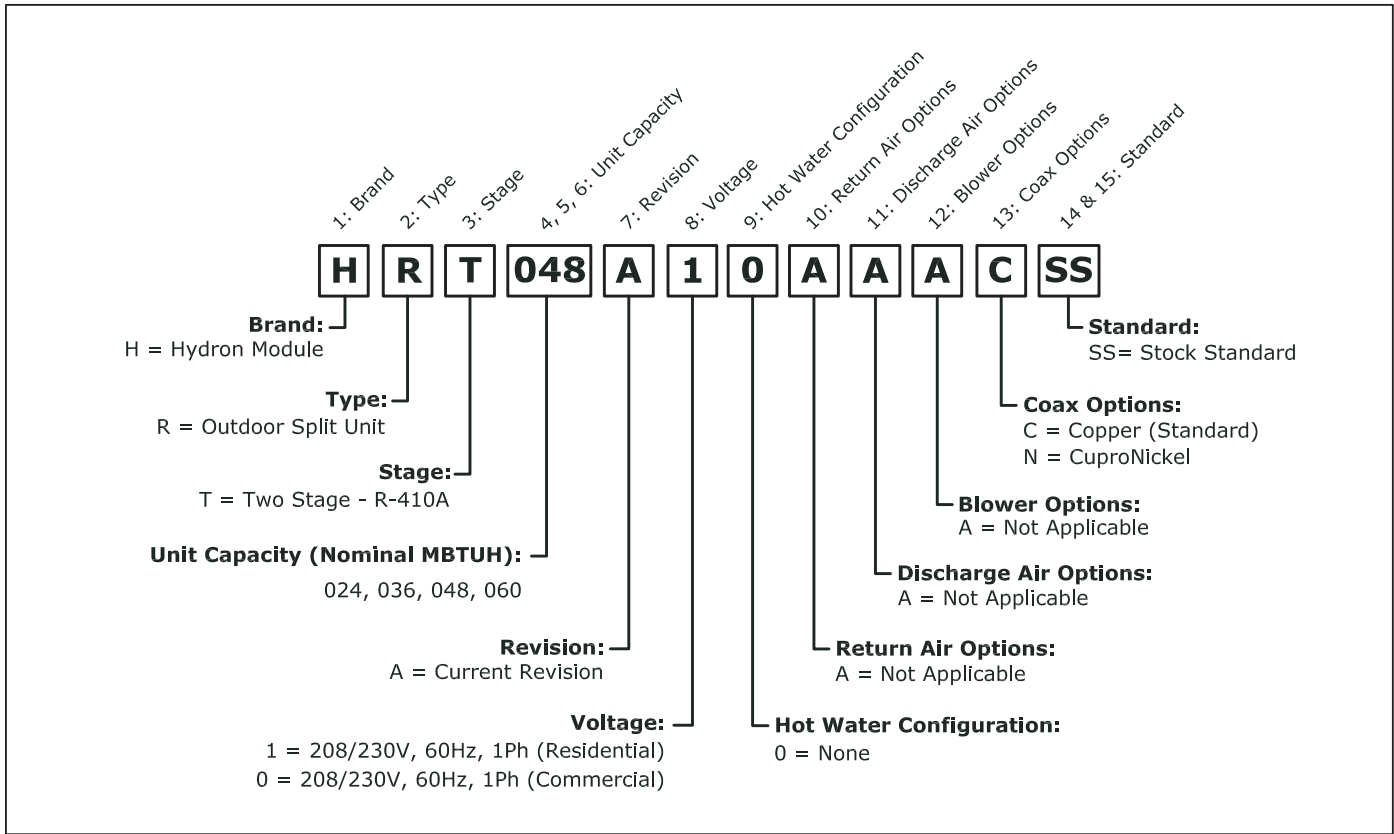 1: Brand
2: Type
3: Stage
4, 5, 6: Unit Capacity
7: Revision
8: Voltage
9: Hot Water Configuration
10: Return Air Options
11: Discharge Air Options
12: Blower Options
13: Coax Options
14 & 15: Standard
H R T 048 A 1 0 A A A C SS
Brand:
H = Hydron Module
Type:
R = Outdoor Split Unit
Stage:
T = Two Stage - R-410A
Unit Capacity (Nominal MBTUH):
024, 036, 048, 060
Revision:
A = Current Revision
Voltage:
1 = 208/230V, 60Hz, 1Ph (Residential)
0 = 208/230V, 60Hz, 1Ph (Commercial)
Standard:
SS= Stock Standard
Coax Options:
C = Copper (Standard)
N = CuproNickel
Blower Options:
A = Not Applicable
Discharge Air Options:
A = Not Applicable
Return Air Options:
A = Not Applicable
Hot Water Configuration:
0 = None